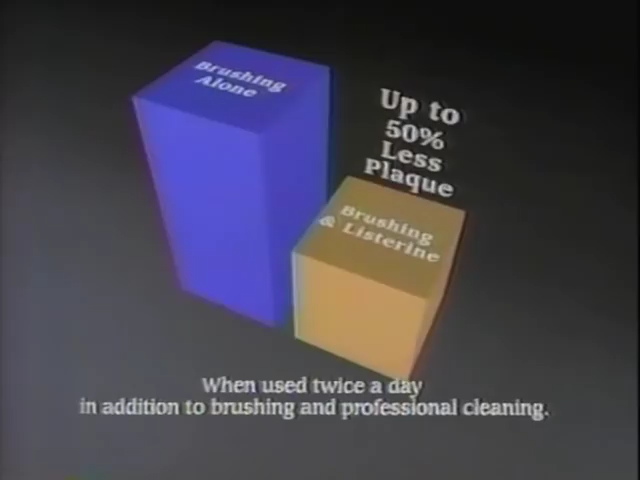 Brushing
Alone
Up to
50%
Less
Plaque
Brushing
& Listerine
When used twice a day
in addition to brushing and professional cleaning.